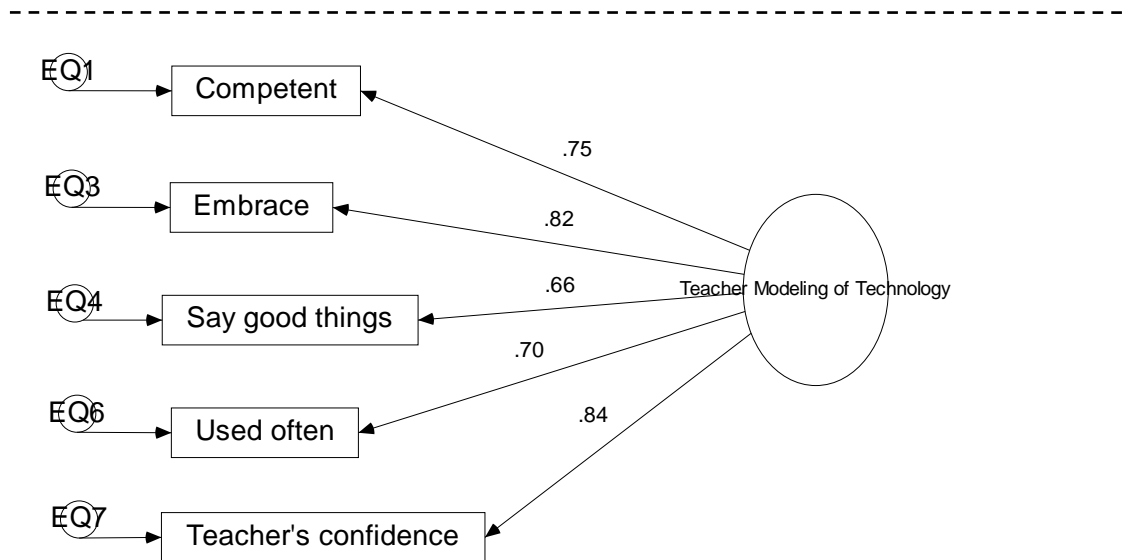 EQ1
Competent
.75
EQ3
Embrace
.82
.66
Teacher Modeling of Technology
EQ4
Say good things
.70
EQ6
Used often
.84
EQ7
Teacher's confidence